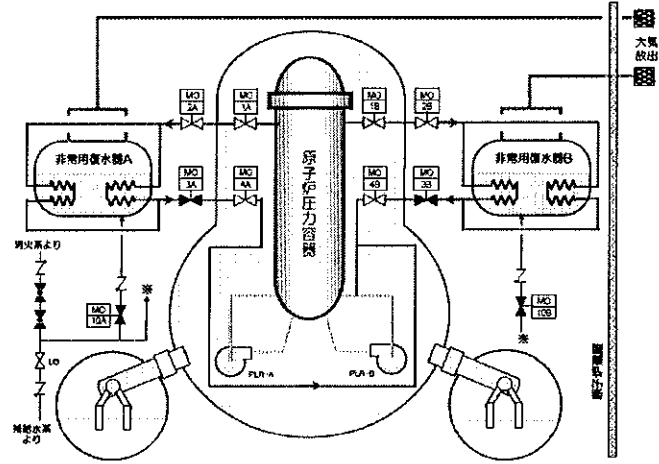 大気
放出
MO
2A
MO
1A
MO
1B
MO
2B
非常用復水器A
原子炉圧力容器
非常用復水器B
MO
3A
MO
4A
MO
4B
MO
3B
消火系より
※
MO
10A
MO
10B
※
LO
PLR-A
PLR-B
原子炉建屋
補給水系
より